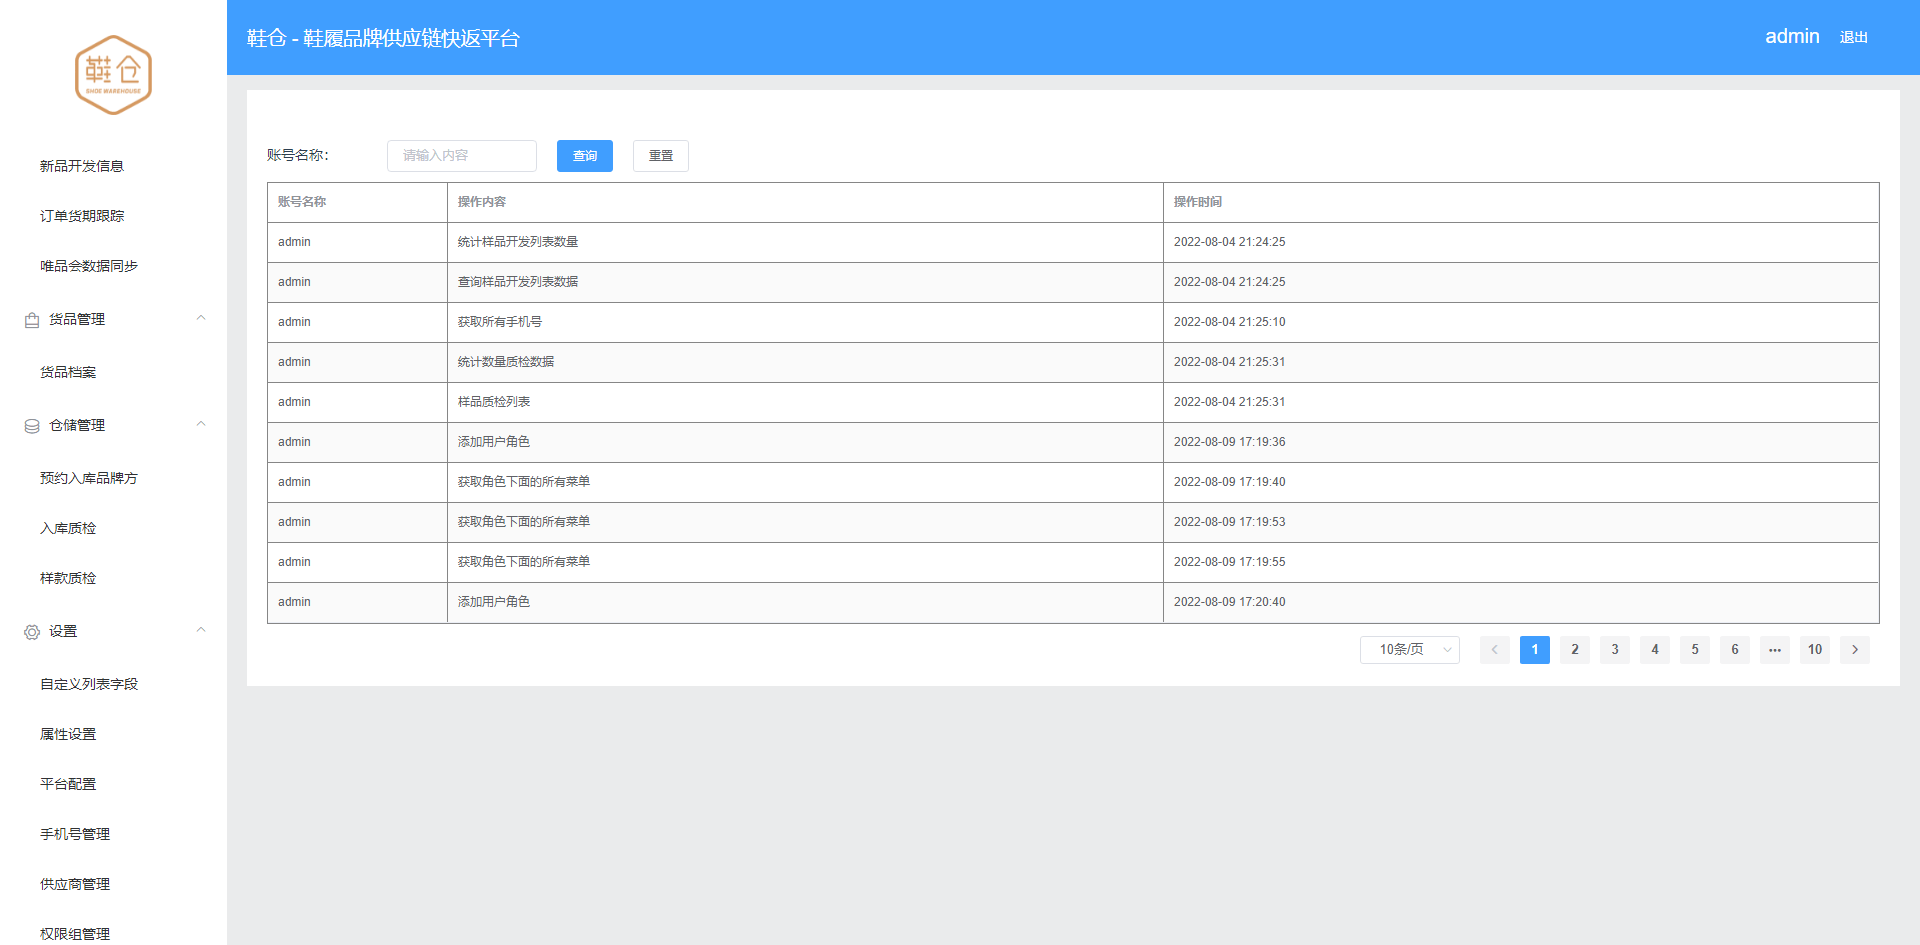 鞋仓
SHOE WAREHOUSE
新品开发信息
订单货期跟踪
唯品会数据同步
货品管理
货品档案
仓储管理
预约入库品牌方
入库质检
样款质检
设置
自定义列表字段
属性设置
平台配置
手机号管理
供应商管理
权限组管理
鞋仓 - 鞋履品牌供应链快返平台
admin 退出
账号名称: 请输入内容 查询 重置
账号名称 操作内容 操作时间
admin 统计样品开发列表数量 2022-08-04 21:24:25
admin 查询样品开发列表数据 2022-08-04 21:24:25
admin 获取所有手机号 2022-08-04 21:25:10
admin 统计数量质检数据 2022-08-04 21:25:31
admin 样品质检列表 2022-08-04 21:25:31
admin 添加用户角色 2022-08-09 17:19:36
admin 获取角色下面的所有菜单 2022-08-09 17:19:40
admin 获取角色下面的所有菜单 2022-08-09 17:19:53
admin 获取角色下面的所有菜单 2022-08-09 17:19:55
admin 添加用户角色 2022-08-09 17:20:40
10条/页 1 2 3 4 5 6 ... 10